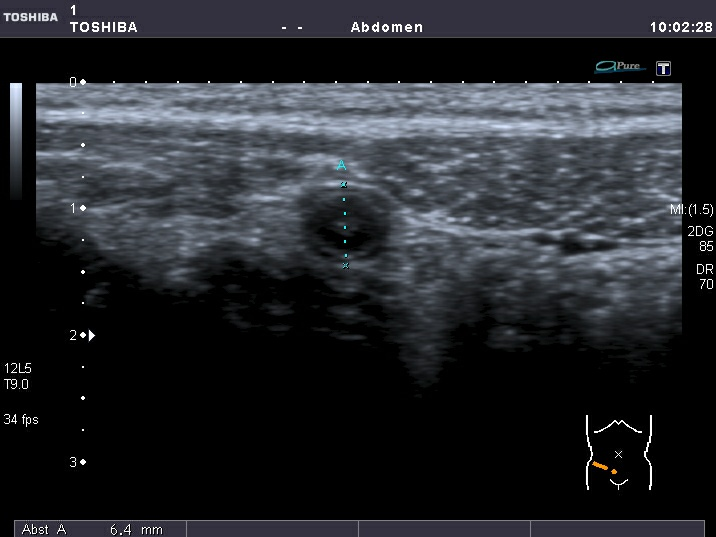 TOSHIBA
1
TOSHIBA - - Abdomen 10:02:28
aPure T
0
A
1
MI:(1.5)
2DG
85
DR
70
2
12L5
T9.0
34 fps
3
Abst A 6.4 mm